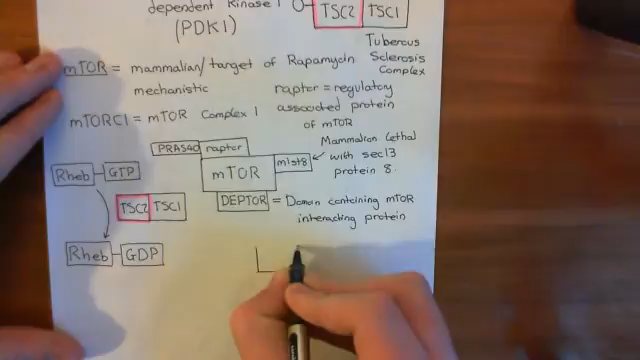 dependent Kinase 1
(PDK1)
TSC2 TSC1
Tubercus
Sclerosis
Complex
mTOR = mammalian/ target of Rapamycin
mechanistic
raptor = regulatory
associated protein
of mTOR
mTORC1 = mTOR Complex 1
PRAS40 raptor
mTOR
mlst8
Mammalian Lethal
with sec13
protein 8.
Rheb GTP
TSC2 TSC1
DEPTOR = Domain containing mTOR
interacting protein
Rheb GDP